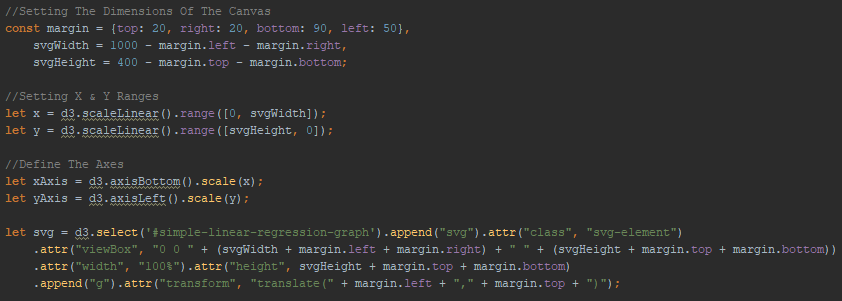 //Setting The Dimensions Of The Canvas
const margin = {top: 20, right: 20, bottom: 90, left: 50},
    svgWidth = 1000 - margin.left - margin.right,
    svgHeight = 400 - margin.top - margin.bottom;

//Setting X & Y Ranges
let x = d3.scaleLinear().range([0, svgWidth]);
let y = d3.scaleLinear().range([svgHeight, 0]);

//Define The Axes
let xAxis = d3.axisBottom().scale(x);
let yAxis = d3.axisLeft().scale(y);

let svg = d3.select('#simple-linear-regression-graph').append("svg").attr("class", "svg-element")
    .attr("viewBox", "0 0 " + (svgWidth + margin.left + margin.right) + " " + (svgHeight + margin.top + margin.bottom))
    .attr("width", "100%").attr("height", svgHeight + margin.top + margin.bottom)
    .append("g").attr("transform", "translate(" + margin.left + "," + margin.top + ")");